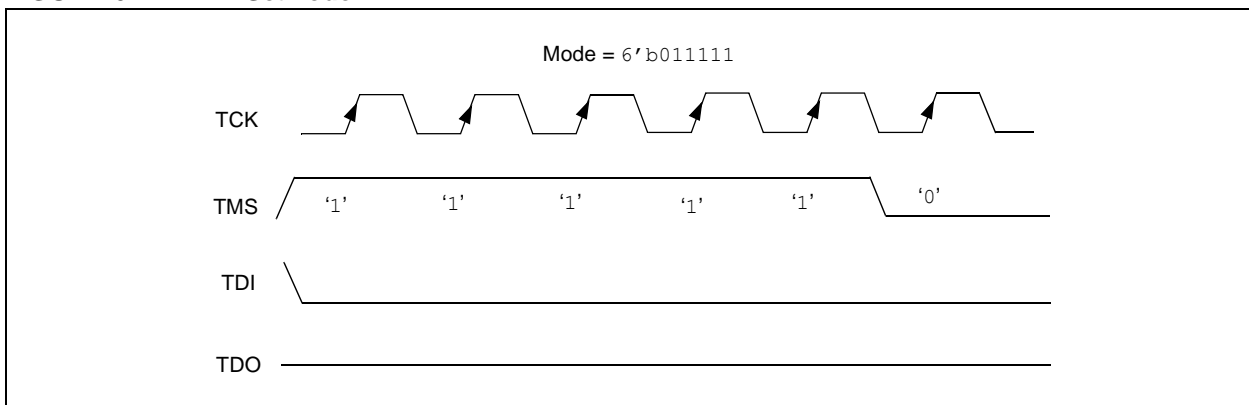 Mode = 6’b011111
TCK
TMS ‘1’ ‘1’ ‘1’ ‘1’ ‘1’ ‘0’
TDI
TDO